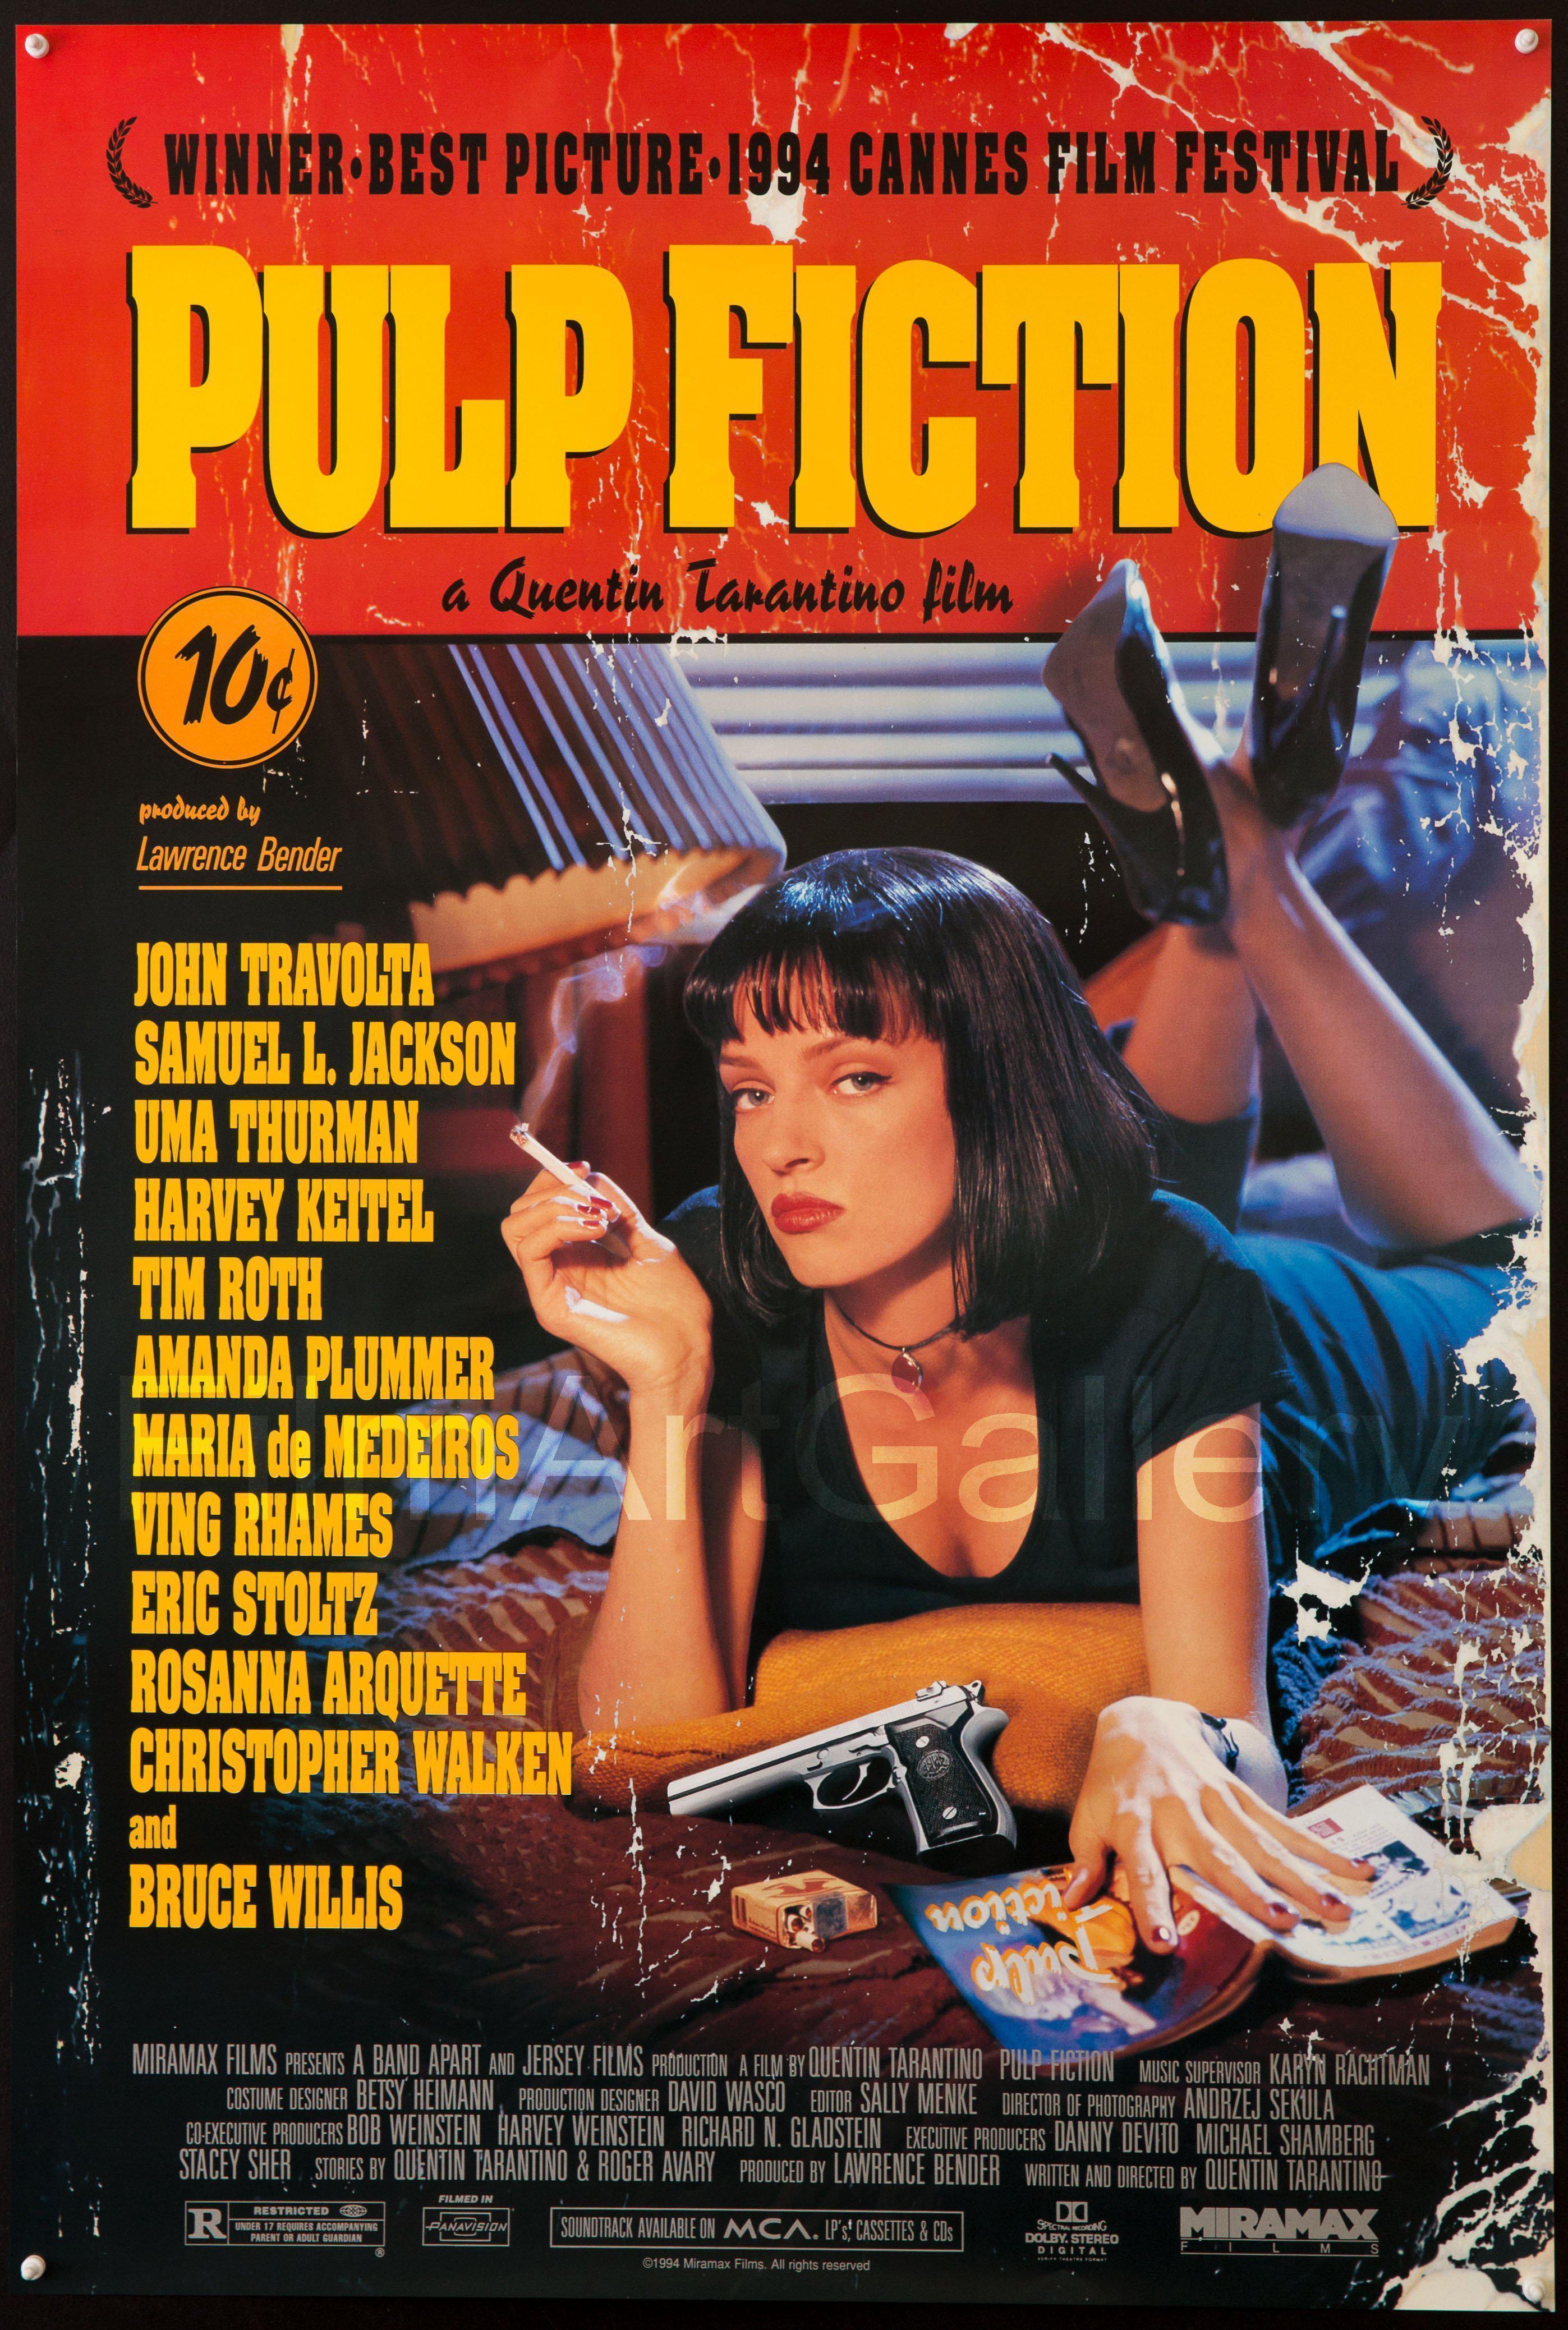 WINNER•BEST PICTURE•1994 CANNES FILM FESTIVAL
PULP FICTION
a Quentin Tarantino film
10¢
produced by
Lawrence Bender
JOHN TRAVOLTA
SAMUEL L. JACKSON
UMA THURMAN
HARVEY KEITEL
TIM ROTH
AMANDA PLUMMER
MARIA de MEDEIROS
VING RHAMES
ERIC STOLTZ
ROSANNA ARQUETTE
CHRISTOPHER WALKEN
and
BRUCE WILLIS
FilmArtGallery
Pulp
Fiction
MIRAMAX FILMS PRESENTS A BAND APART AND JERSEY FILMS PRODUCTION A FILM BY QUENTIN TARANTINO PULP FICTION MUSIC SUPERVISOR KARYN RACHTMAN
COSTUME DESIGNER BETSY HEIMANN PRODUCTION DESIGNER DAVID WASCO EDITOR SALLY MENKE DIRECTOR OF PHOTOGRAPHY ANDRZEJ SEKULA
CO-EXECUTIVE PRODUCERS BOB WEINSTEIN HARVEY WEINSTEIN RICHARD N. GLADSTEIN EXECUTIVE PRODUCERS DANNY DEVITO MICHAEL SHAMBERG
STACEY SHER STORIES BY QUENTIN TARANTINO & ROGER AVARY PRODUCED BY LAWRENCE BENDER WRITTEN AND DIRECTED BY QUENTIN TARANTINO
R RESTRICTED
UNDER 17 REQUIRES ACCOMPANYING
PARENT OR ADULT GUARDIAN
®
FILMED IN
PANAVISION®
SOUNDTRACK AVAILABLE ON MCA. LP's, CASSETTES & CDs
SPECTRAL RECORDING
DOLBY. STEREO
DIGITAL
MIRAMAX
FILMS
©1994 Miramax Films. All rights reserved